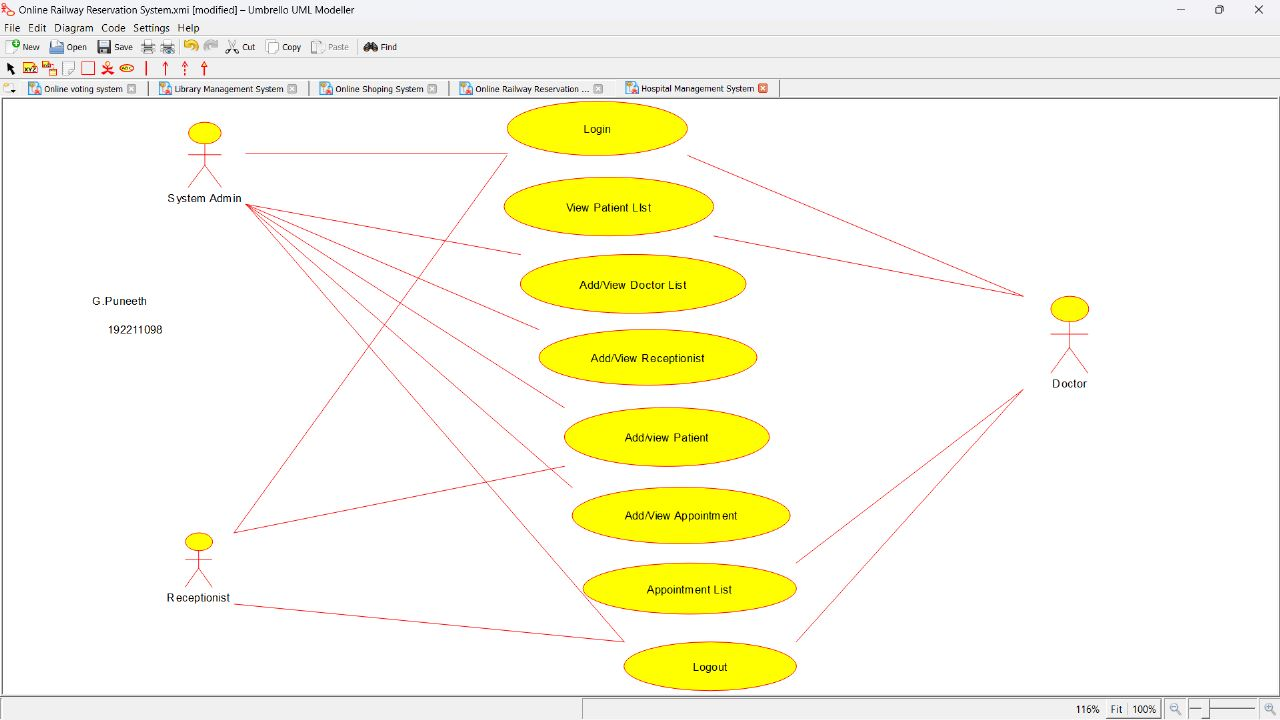 Online Railway Reservation System.xmi [modified] – Umbrello UML Modeller
File Edit Diagram Code Settings Help
New Open Save Cut Copy Paste Find
Online voting system Library Management System Online Shoping System Online Railway Reservation ... Hospital Management System
Login
System Admin
View Patient LIst
Add/View Doctor List
G.Puneeth
192211098
Add/View Receptionist
Doctor
Add/view Patient
Add/View Appointment
Appointment List
Receptionist
Logout
116% Fit 100%